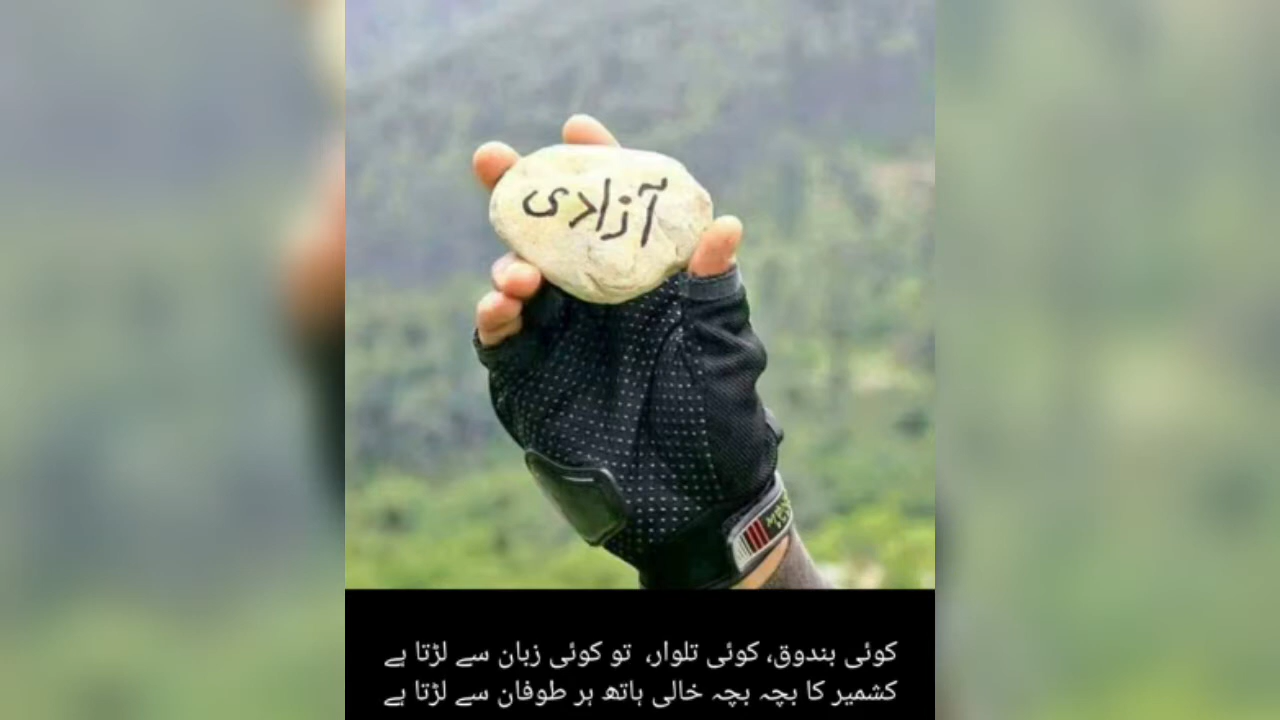 آزادی
کوئی بندوق، کوئی تلوار، تو کوئی زبان سے لڑتا ہے
کشمیر کا بچہ بچہ خالی ہاتھ ہر طوفان سے لڑتا ہے